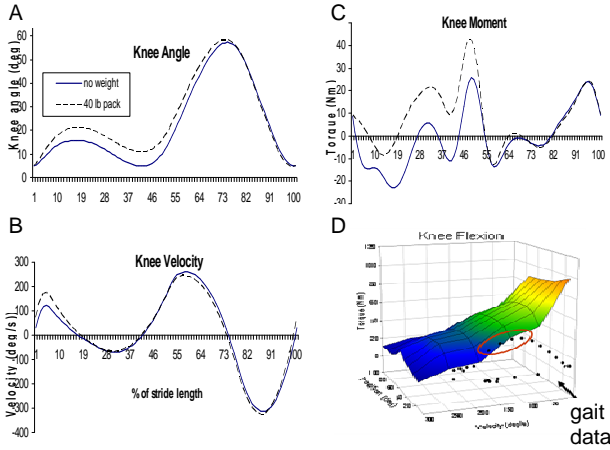 A
Knee Angle
Knee angle (deg)
60
50
40
30
20
10
0
no weight
40 lb pack
1 10 19 28 37 46 55 64 73 82 91 100
B
Knee Velocity
Velocity (deg/s)
300
200
100
0
-100
-200
-300
-400
1 10 19 28 37 46 55 64 73 82 91 100
% of stride length
C
Knee Moment
Torque (Nm)
50
40
30
20
10
0
-10
-20
-30
1 10 19 28 37 46 55 64 73 82 91 100
D
Knee Flexion
Torque (Nm)
gait
data